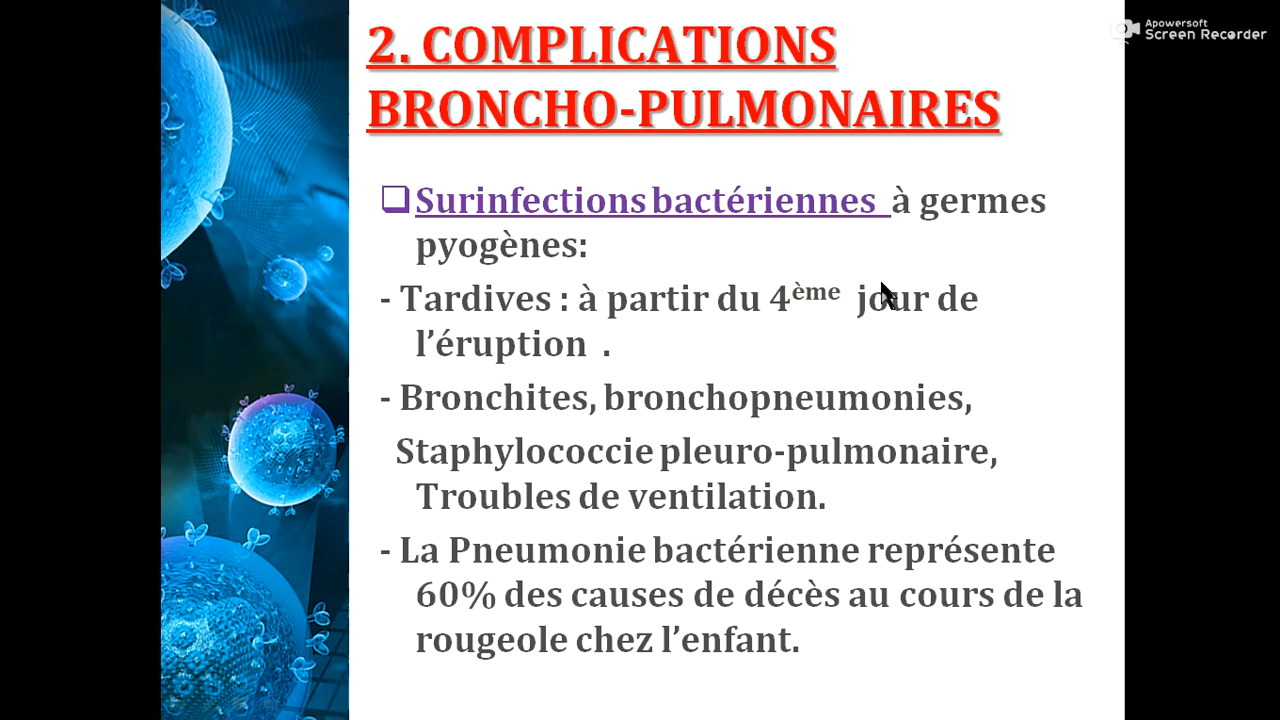 Apowersoft
Screen Recorder
2. COMPLICATIONS
BRONCHO-PULMONAIRES
Surinfections bactériennes à germes
pyogènes:
- Tardives : à partir du 4ème jour de
l’éruption .
- Bronchites, bronchopneumonies,
Staphylococcie pleuro-pulmonaire,
Troubles de ventilation.
- La Pneumonie bactérienne représente
60% des causes de décès au cours de la
rougeole chez l’enfant.